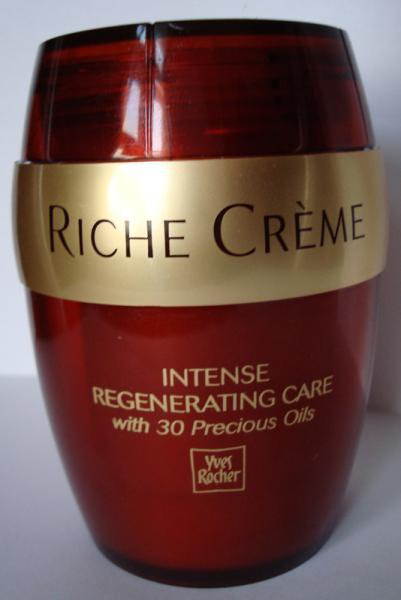 RICHE CRÈME
INTENSE
REGENERATING CARE
with 30 Precious Oils
Yves
Rocher